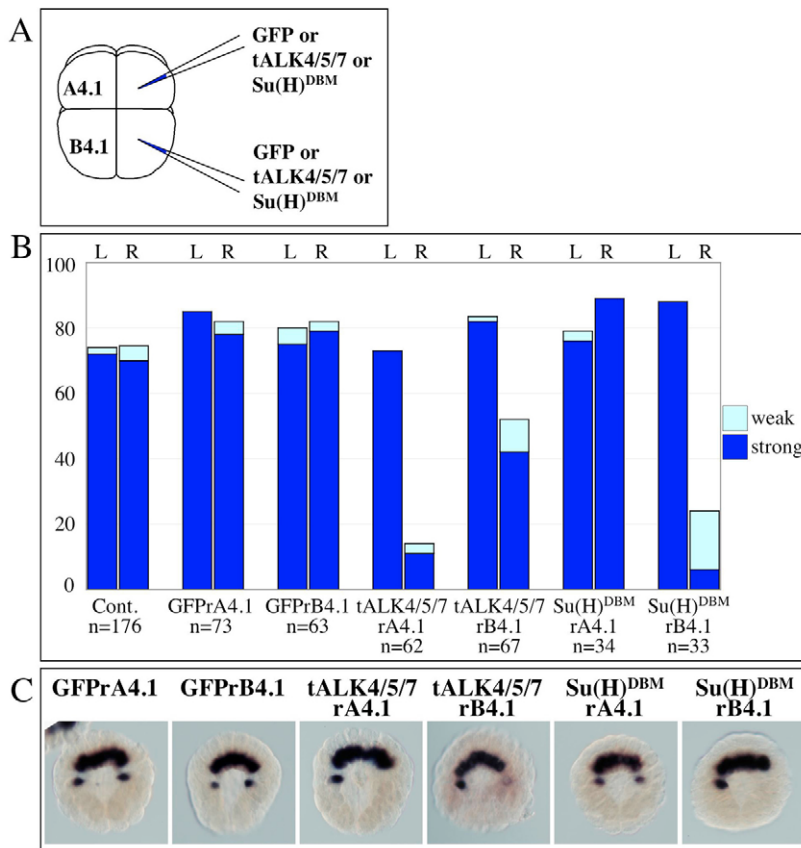 A
GFP or
tALK4/5/7 or
Su(H)DBM
A4.1
B4.1
GFP or
tALK4/5/7 or
Su(H)DBM
B
L R L R L R L R L R L R L R
100
80
60
40
20
0
weak
strong
Cont. GFPrA4.1 GFPrB4.1 tALK4/5/7 tALK4/5/7 Su(H)DBM Su(H)DBM
n=176 n=73 n=63 rA4.1 rB4.1 rA4.1 rB4.1
n=62 n=67 n=34 n=33
C
GFPrA4.1 GFPrB4.1 tALK4/5/7 tALK4/5/7 Su(H)DBM Su(H)DBM
rA4.1 rB4.1 rA4.1 rB4.1